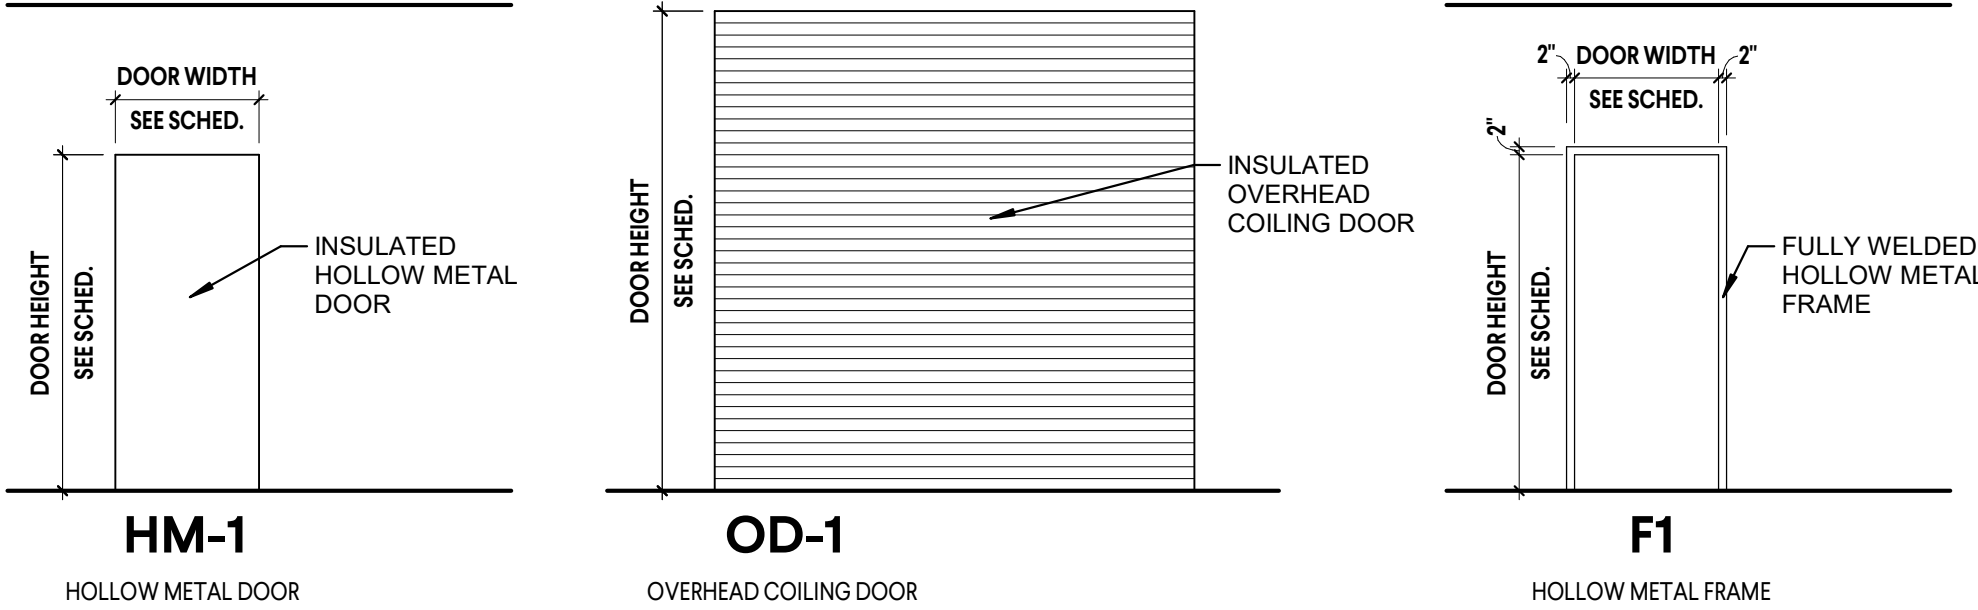 DOOR WIDTH
SEE SCHED.
DOOR HEIGHT
SEE SCHED.
INSULATED
HOLLOW METAL
DOOR
HM-1
HOLLOW METAL DOOR
DOOR HEIGHT
SEE SCHED.
INSULATED
OVERHEAD
COILING DOOR
OD-1
OVERHEAD COILING DOOR
2" DOOR WIDTH 2"
SEE SCHED.
2"
DOOR HEIGHT
SEE SCHED.
FULLY WELDED
HOLLOW METAL
FRAME
F1
HOLLOW METAL FRAME